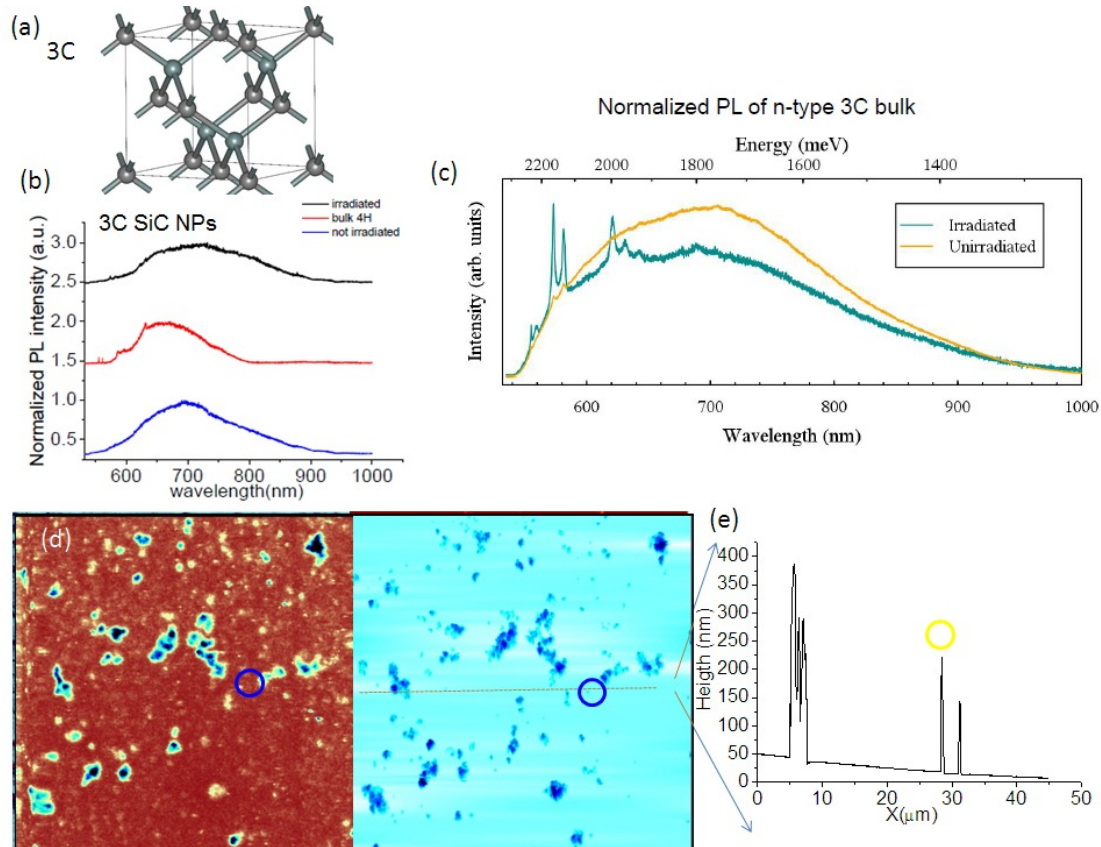 (a)
3C
(b)
3C SiC NPs
irradiated
bulk 4H
not irradiated
Normalized PL intensity (a.u.)
3.0
2.5
2.0
1.5
1.0
0.5
600 700 800 900 1000
wavelength(nm)
Normalized PL of n-type 3C bulk
(c)
Energy (meV)
2200 2000 1800 1600 1400
Irradiated
Unirradiated
Intensity (arb. units)
600 700 800 900 1000
Wavelength (nm)
(d)
(e)
Heigth (nm)
400
350
300
250
200
150
100
50
0
0 10 20 30 40 50
X(μm)